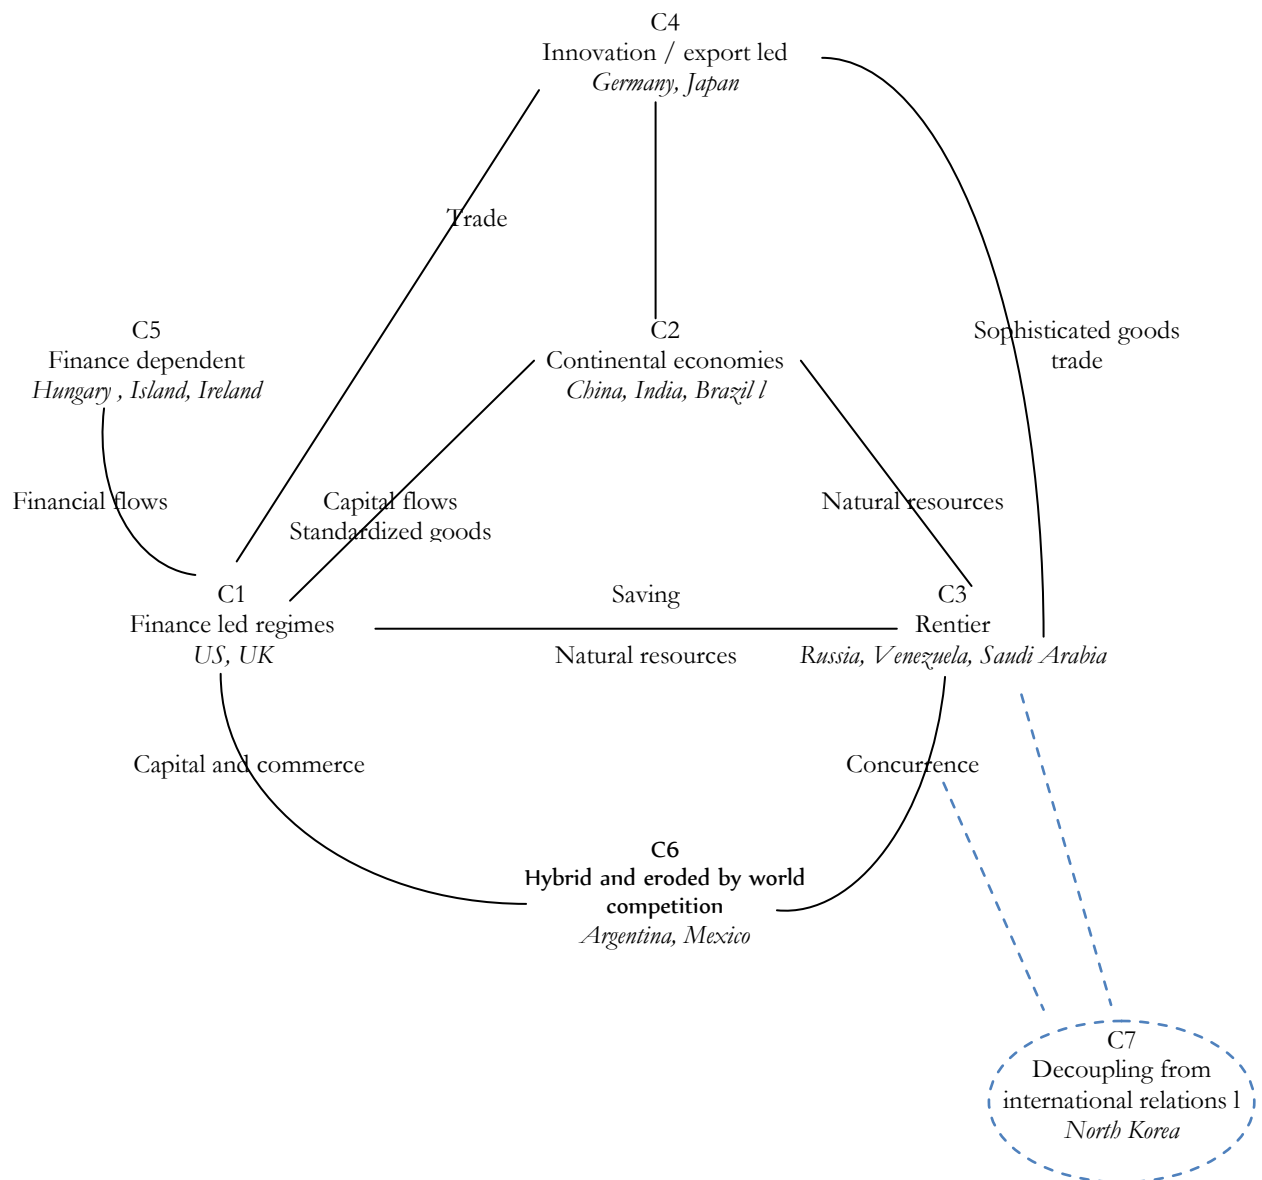 C4
Innovation / export led
Germany, Japan
Trade
C5
Finance dependent
Hungary , Island, Ireland
C2
Continental economies
China, India, Brazil l
Sophisticated goods
trade
Financial flows
Capital flows
Standardized goods
Natural resources
C1
Finance led regimes
US, UK
Saving
Natural resources
C3
Rentier
Russia, Venezuela, Saudi Arabia
Capital and commerce
Concurrence
C6
Hybrid and eroded by world
competition
Argentina, Mexico
C7
Decoupling from
international relations l
North Korea